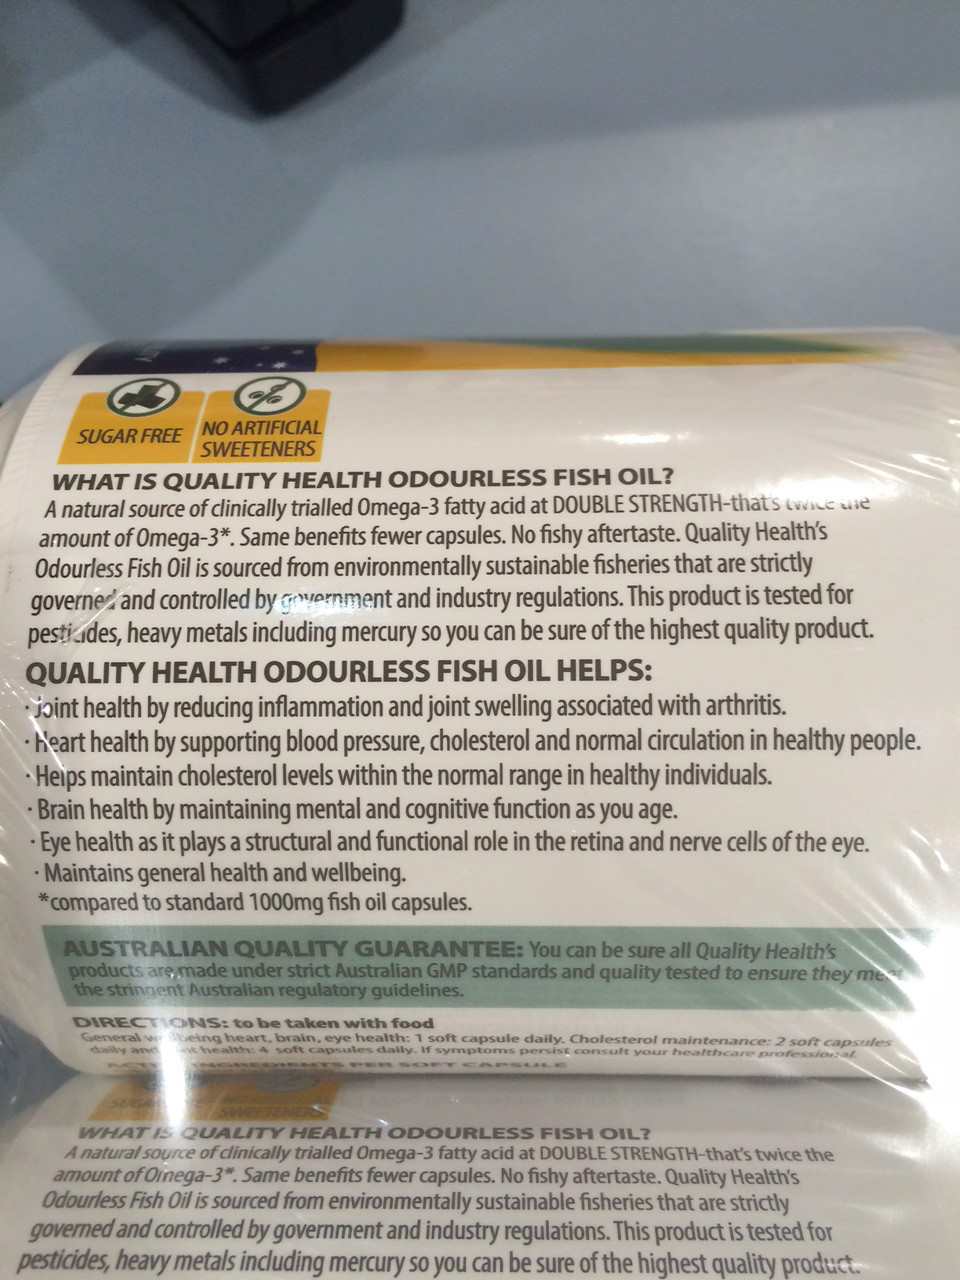 SUGAR FREE
NO ARTIFICIAL
SWEETENERS
WHAT IS QUALITY HEALTH ODOURLESS FISH OIL?
A natural source of clinically trialled Omega-3 fatty acid at DOUBLE STRENGTH-that's twice the
amount of Omega-3*. Same benefits fewer capsules. No fishy aftertaste. Quality Health's
Odourless Fish Oil is sourced from environmentally sustainable fisheries that are strictly
governed and controlled by government and industry regulations. This product is tested for
pesticides, heavy metals including mercury so you can be sure of the highest quality product.
QUALITY HEALTH ODOURLESS FISH OIL HELPS:
· Joint health by reducing inflammation and joint swelling associated with arthritis.
· Heart health by supporting blood pressure, cholesterol and normal circulation in healthy people.
· Helps maintain cholesterol levels within the normal range in healthy individuals.
· Brain health by maintaining mental and cognitive function as you age.
· Eye health as it plays a structural and functional role in the retina and nerve cells of the eye.
· Maintains general health and wellbeing.
*compared to standard 1000mg fish oil capsules.
AUSTRALIAN QUALITY GUARANTEE: You can be sure all Quality Health's
products are made under strict Australian GMP standards and quality tested to ensure they meet
the stringent Australian regulatory guidelines.
DIRECTIONS: to be taken with food
General wellbeing heart, brain, eye health: 1 soft capsule daily. Cholesterol maintenance: 2 soft capsules
daily and joint health: 4 soft capsules daily. If symptoms persist consult your healthcare professional.
ACTIVE INGREDIENTS PER SOFT CAPSULE
SUGAR FREE
SWEETENERS
WHAT IS QUALITY HEALTH ODOURLESS FISH OIL?
A natural source of clinically trialled Omega-3 fatty acid at DOUBLE STRENGTH-that's twice the
amount of Omega-3*. Same benefits fewer capsules. No fishy aftertaste. Quality Health's
Odourless Fish Oil is sourced from environmentally sustainable fisheries that are strictly
governed and controlled by government and industry regulations. This product is tested for
pesticides, heavy metals including mercury so you can be sure of the highest quality product.